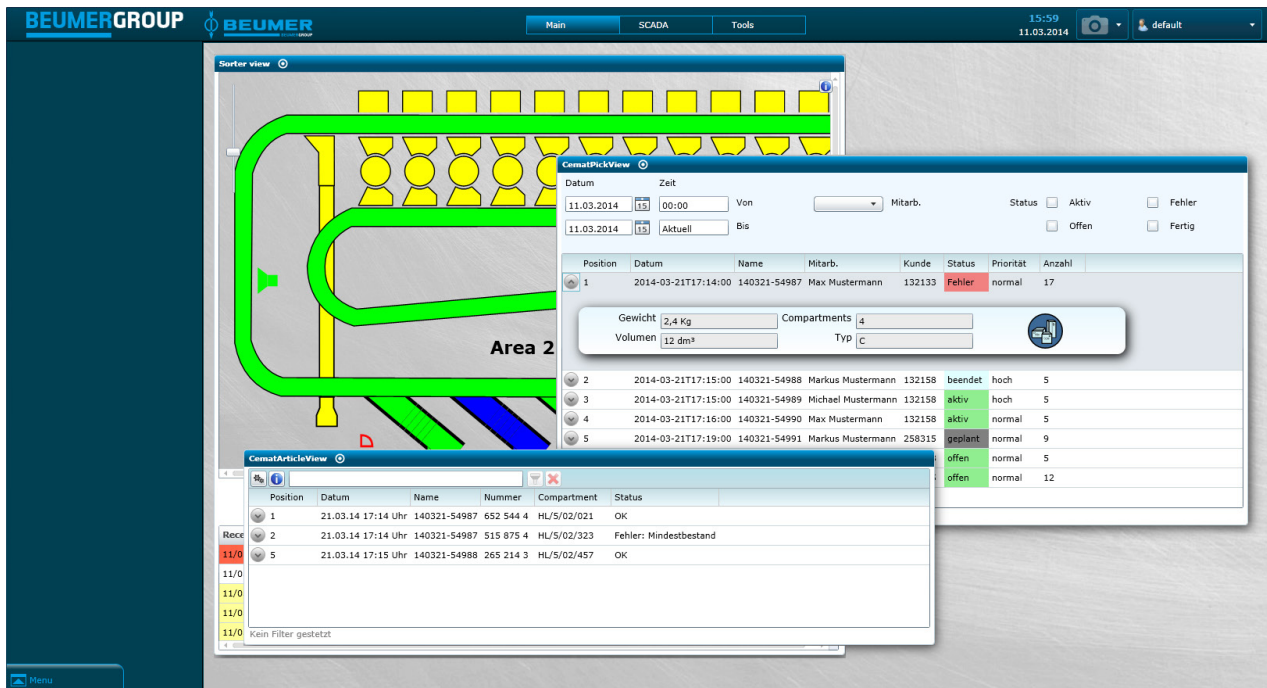 BEUMERGROUP BEUMER Main SCADA Tools 15:59 default
11.03.2014
Sorter view
Area 2
CematPickView
Datum Zeit
11.03.2014 15 00:00 Von Mitarb. Status Aktiv Fehler
11.03.2014 15 Aktuell Bis Offen Fertig
Position Datum Name Mitarb. Kunde Status Priorität Anzahl
1 2014-03-21T17:14:00 140321-54987 Max Mustermann 132133 Fehler normal 17
Gewicht 2,4 Kg Compartments 4
Volumen 12 dm³ Typ C
2 2014-03-21T17:15:00 140321-54988 Markus Mustermann 132158 beendet hoch 5
3 2014-03-21T17:15:00 140321-54989 Michael Mustermann 132158 aktiv hoch 5
4 2014-03-21T17:16:00 140321-54990 Max Mustermann 132158 aktiv normal 5
5 2014-03-21T17:19:00 140321-54991 Markus Mustermann 258315 geplant normal 9
offen normal 5
offen normal 12
CematArticleView
Position Datum Name Nummer Compartment Status
1 21.03.14 17:14 Uhr 140321-54987 652 544 4 HL/5/02/021 OK
2 21.03.14 17:14 Uhr 140321-54987 515 875 4 HL/5/02/323 Fehler: Mindestbestand
5 21.03.14 17:15 Uhr 140321-54988 265 214 3 HL/5/02/457 OK
Kein Filter gestetzt
Rece
11/0
11/0
11/0
11/0
11/0
Menu